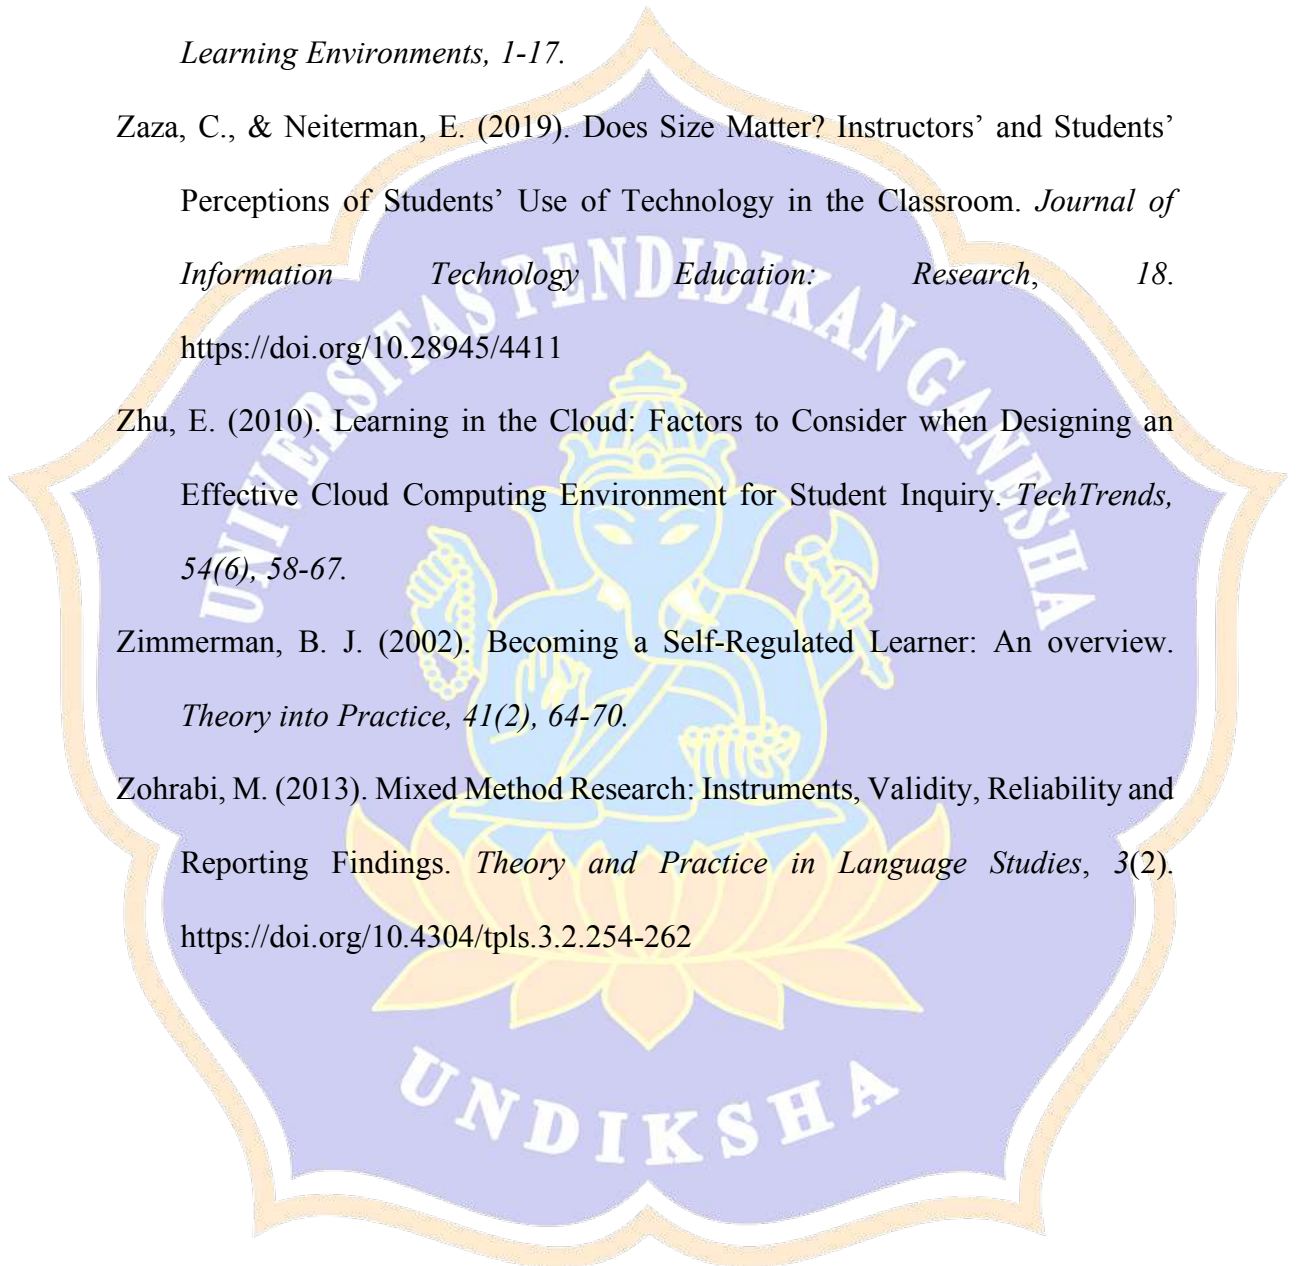 Learning Environments, 1-17.
Zaza, C., & Neiterman, E. (2019). Does Size Matter? Instructors’ and Students’
Perceptions of Students’ Use of Technology in the Classroom. Journal of
Information Technology Education: Research, 18.
https://doi.org/10.28945/4411
Zhu, E. (2010). Learning in the Cloud: Factors to Consider when Designing an
Effective Cloud Computing Environment for Student Inquiry. TechTrends,
54(6), 58-67.
Zimmerman, B. J. (2002). Becoming a Self-Regulated Learner: An overview.
Theory into Practice, 41(2), 64-70.
Zohrabi, M. (2013). Mixed Method Research: Instruments, Validity, Reliability and
Reporting Findings. Theory and Practice in Language Studies, 3(2).
https://doi.org/10.4304/tpls.3.2.254-262
UNIVERSITAS PENDIDIKAN GANESHA
UNDIKSHA